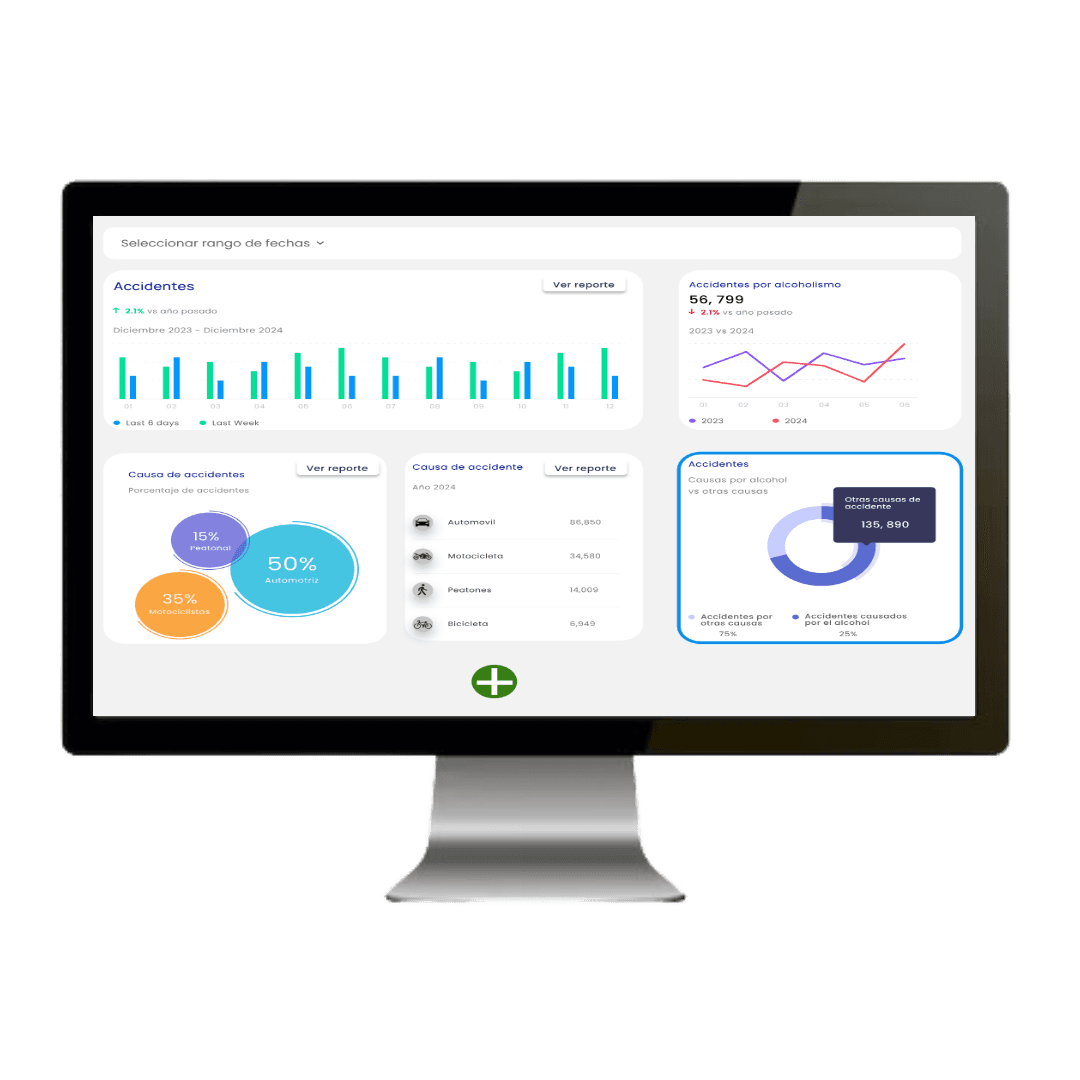 Seleccionar rango de fechas
Accidentes
Ver reporte
2.1% vs año pasado
Diciembre 2023 - Diciembre 2024
01 02 03 04 05 06 07 08 09 10 11 12
Last 6 days Last Week
Accidentes por alcoholismo
56, 799
2.1% vs año pasado
2023 vs 2024
01 02 03 04 05 06
2023 2024
Causa de accidentes
Ver reporte
Porcentaje de accidentes
15%
Peatonal
50%
Automotriz
35%
Motociclistas
Causa de accidente
Ver reporte
Año 2024
Automovil 86,850
Motocicleta 34,580
Peatones 14,009
Bicicleta 6,949
Accidentes
Causas por alcohol
vs otras causas
Otras causas de
accidente
135, 890
Accidentes por
otras causas
75%
Accidentes causados
por el alcohol
25%